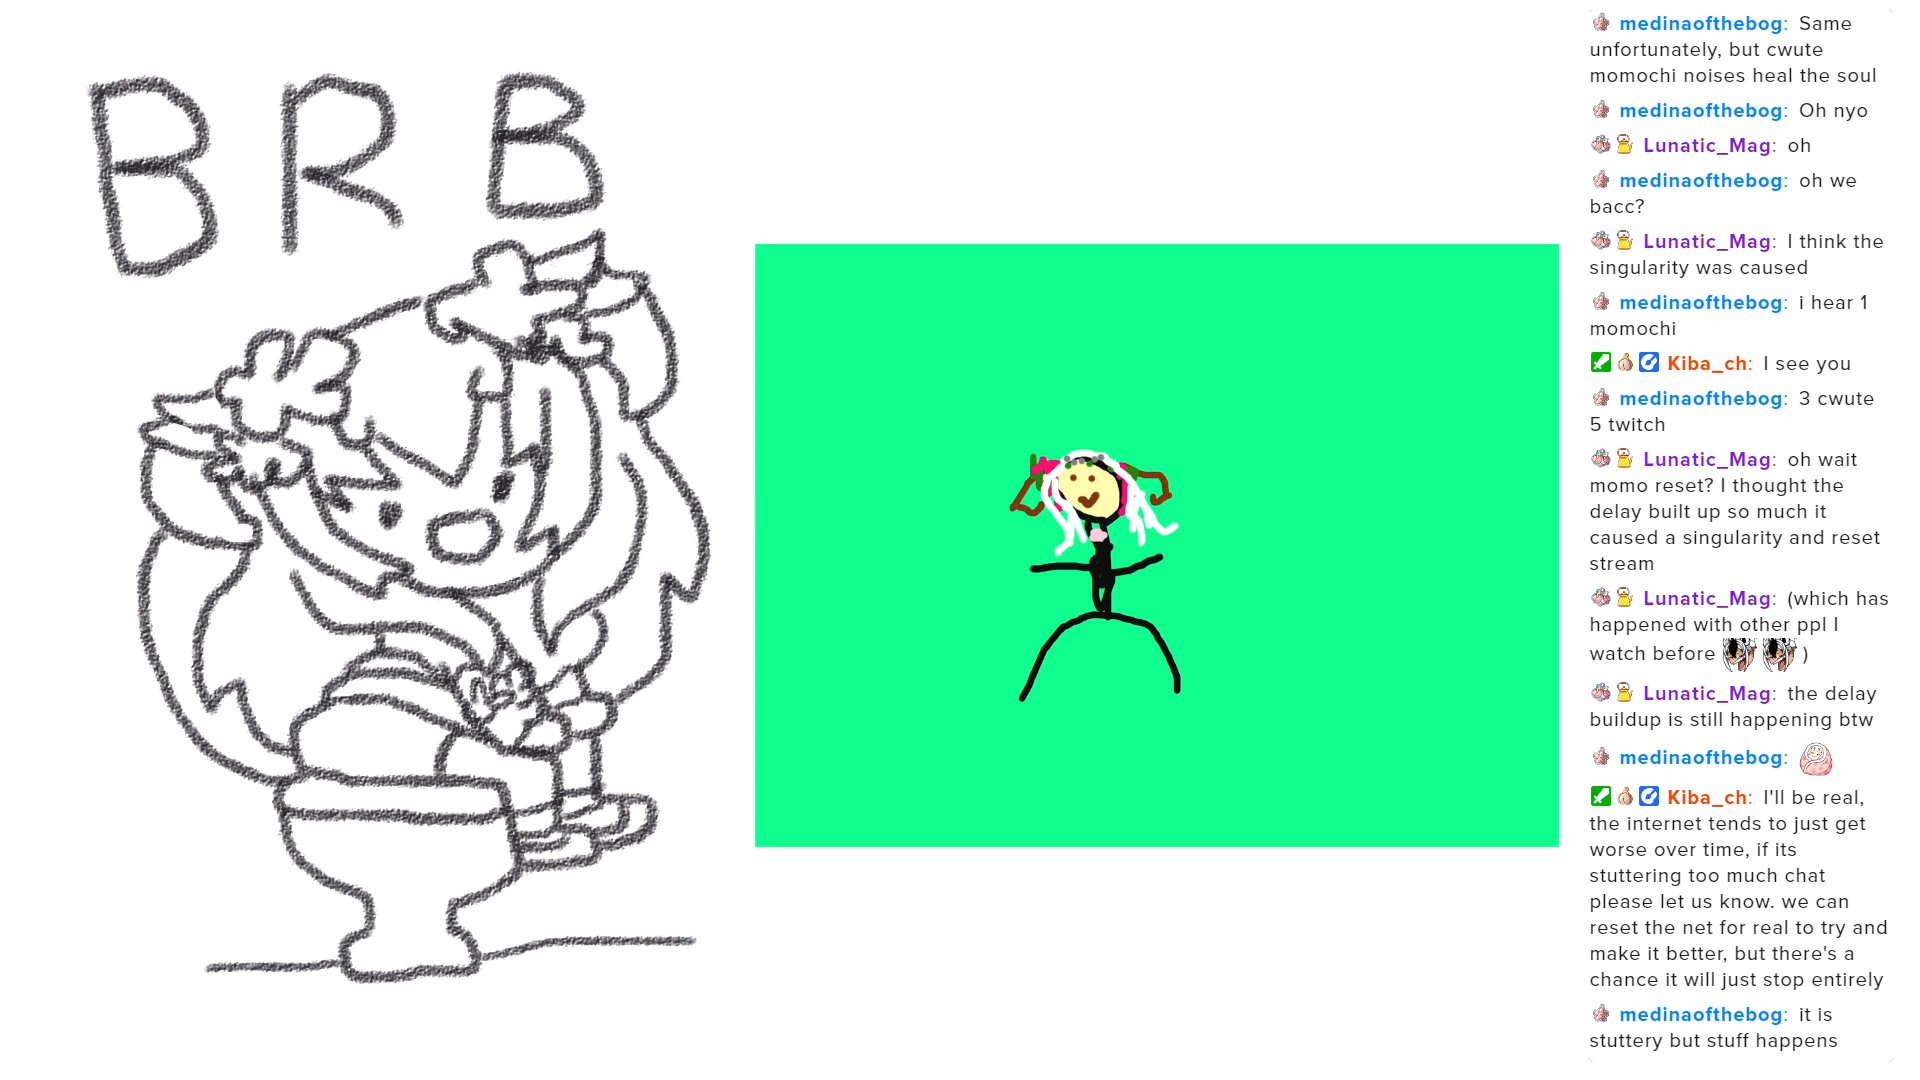 BRB
medinaofthebog: Same
unfortunately, but cwute
momochi noises heal the soul
medinaofthebog: Oh nyo
Lunatic_Mag: oh
medinaofthebog: oh we
bacc?
Lunatic_Mag: I think the
singularity was caused
medinaofthebog: i hear 1
momochi
Kiba_ch: I see you
medinaofthebog: 3 cwute
5 twitch
Lunatic_Mag: oh wait
momo reset? I thought the
delay built up so much it
caused a singularity and reset
stream
Lunatic_Mag: (which has
happened with other ppl I
watch before )
Lunatic_Mag: the delay
buildup is still happening btw
medinaofthebog:
Kiba_ch: I'll be real,
the internet tends to just get
worse over time, if its
stuttering too much chat
please let us know. we can
reset the net for real to try and
make it better, but there's a
chance it will just stop entirely
medinaofthebog: it is
stuttery but stuff happens